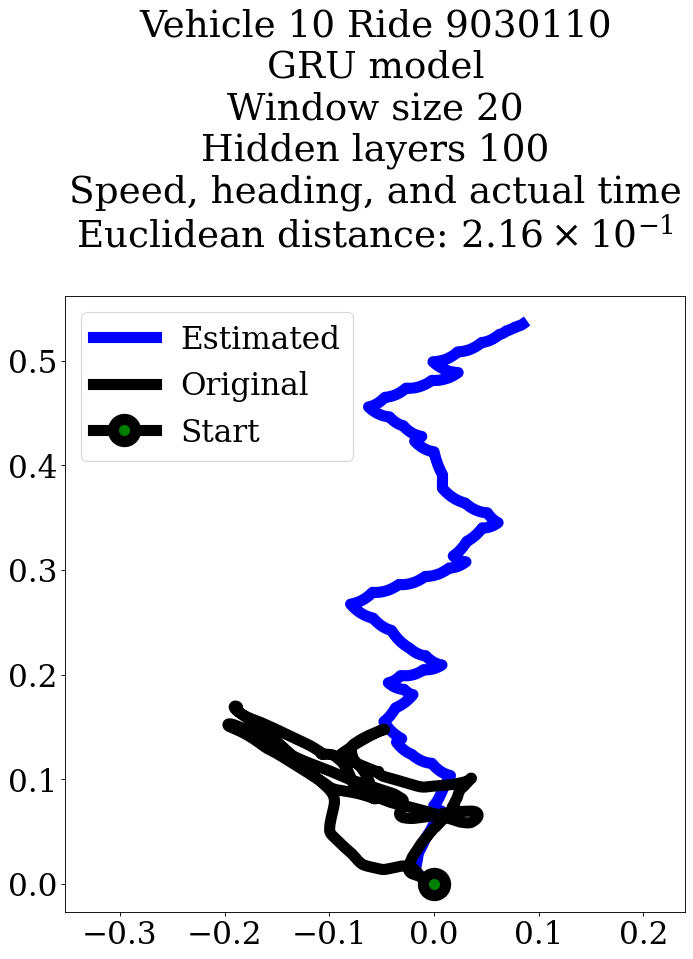 Vehicle 10 Ride 9030110
GRU model
Window size 20
Hidden layers 100
Speed, heading, and actual time
Euclidean distance: 2.16 × 10⁻¹
Estimated
Original
Start
0.5
0.4
0.3
0.2
0.1
0.0
−0.3 −0.2 −0.1 0.0 0.1 0.2